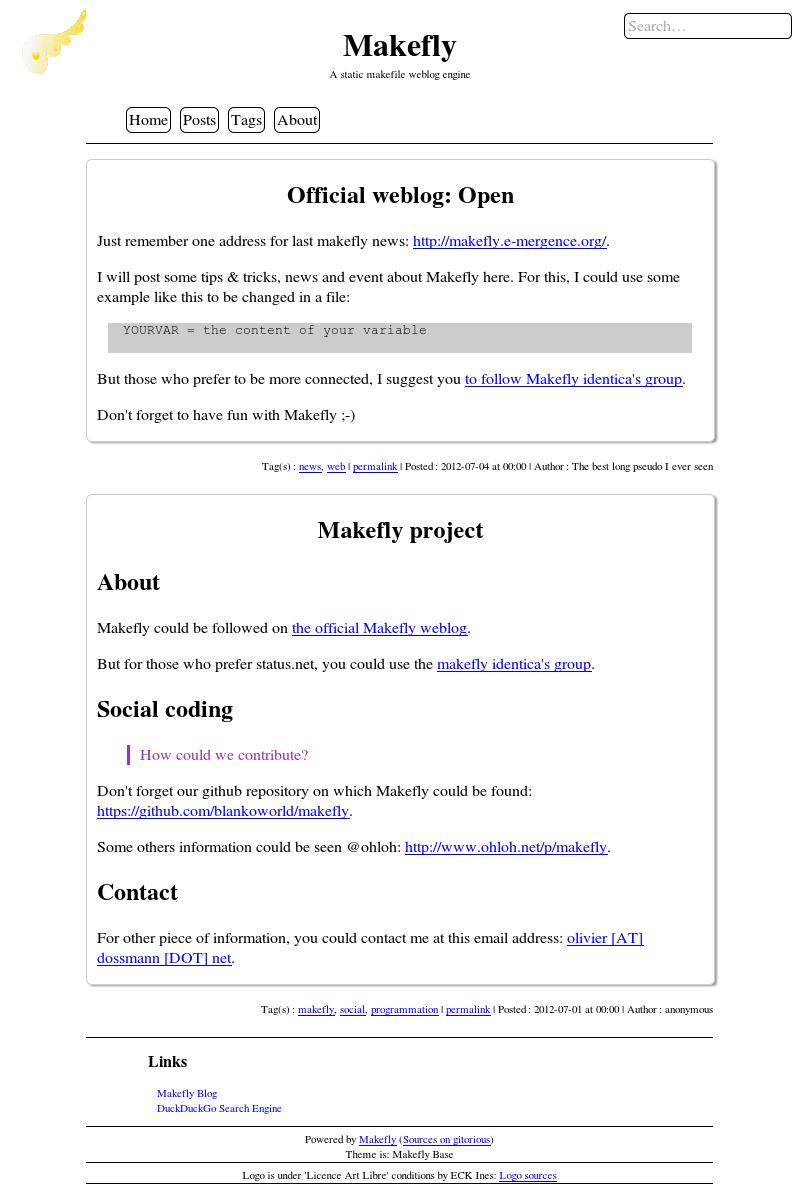 Search…
Makefly
A static makefile weblog engine
Home Posts Tags About
Official weblog: Open
Just remember one address for last makefly news: http://makefly.e-mergence.org/.
I will post some tips & tricks, news and event about Makefly here. For this, I could use some
example like this to be changed in a file:
YOURVAR = the content of your variable
But those who prefer to be more connected, I suggest you to follow Makefly identica's group.
Don't forget to have fun with Makefly ;-)
Tag(s) : news, web | permalink | Posted : 2012-07-04 at 00:00 | Author : The best long pseudo I ever seen
Makefly project
About
Makefly could be followed on the official Makefly weblog.
But for those who prefer status.net, you could use the makefly identica's group.
Social coding
How could we contribute?
Don't forget our github repository on which Makefly could be found:
https://github.com/blankoworld/makefly.
Some others information could be seen @ohloh: http://www.ohloh.net/p/makefly.
Contact
For other piece of information, you could contact me at this email address: olivier [AT]
dossmann [DOT] net.
Tag(s) : makefly, social, programmation | permalink | Posted : 2012-07-01 at 00:00 | Author : anonymous
Links
Makefly Blog
DuckDuckGo Search Engine
Powered by Makefly (Sources on gitorious)
Theme is: Makefly Base
Logo is under 'Licence Art Libre' conditions by ECK Ines: Logo sources